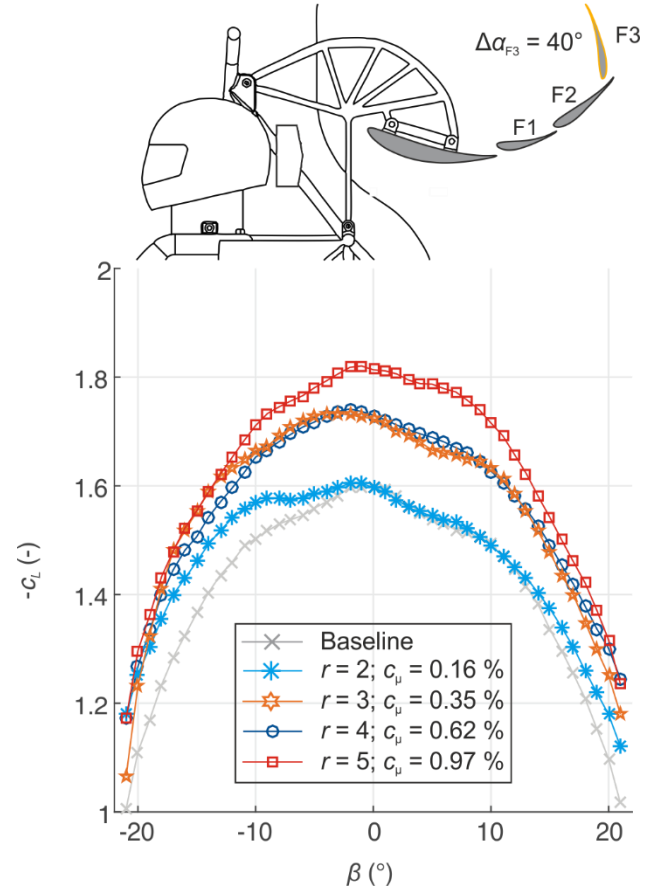 Δα_F3 = 40°
F3
F2
F1
2
1.8
1.6
1.4
1.2
1
-c_L (-)
Baseline
r = 2; c_μ = 0.16 %
r = 3; c_μ = 0.35 %
r = 4; c_μ = 0.62 %
r = 5; c_μ = 0.97 %
-20 -10 0 10 20
β (°)